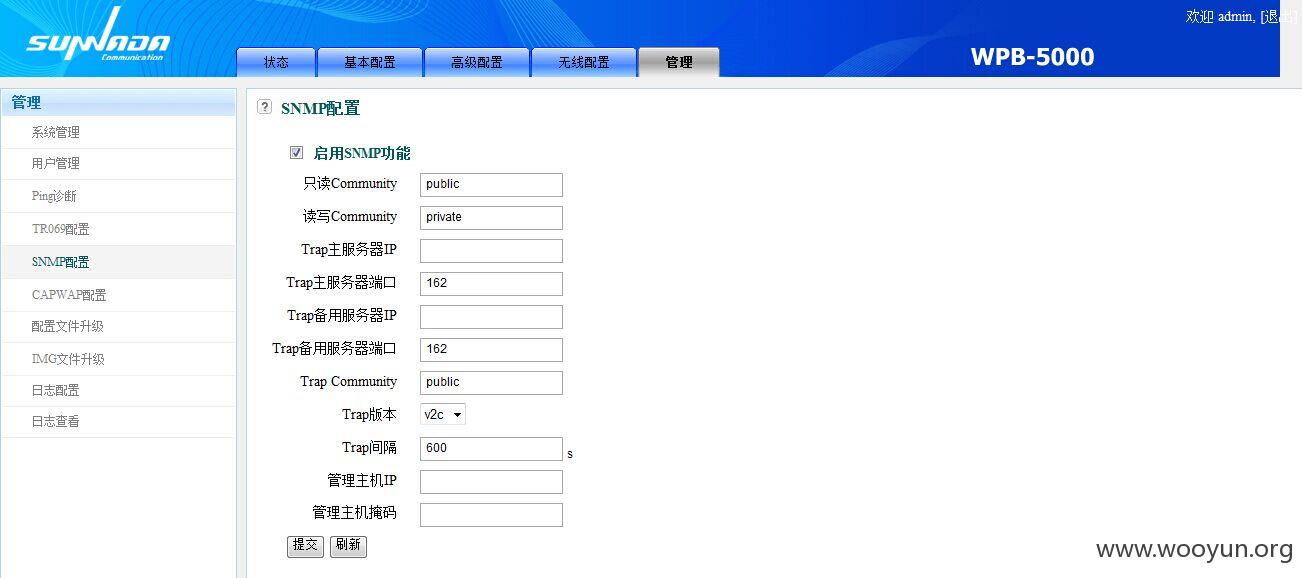 欢迎 admin, [退出]
SUNNADA
Communication
WPB-5000
状态
基本配置
高级配置
无线配置
管理
管理
系统管理
用户管理
Ping诊断
TR069配置
SNMP配置
CAPWAP配置
配置文件升级
IMG文件升级
日志配置
日志查看
? SNMP配置
启用SNMP功能
只读Community public
读写Community private
Trap主服务器IP
Trap主服务器端口 162
Trap备用服务器IP
Trap备用服务器端口 162
Trap Community public
Trap版本 v2c
Trap间隔 600 s
管理主机IP
管理主机掩码
提交 刷新
www.wooyun.org